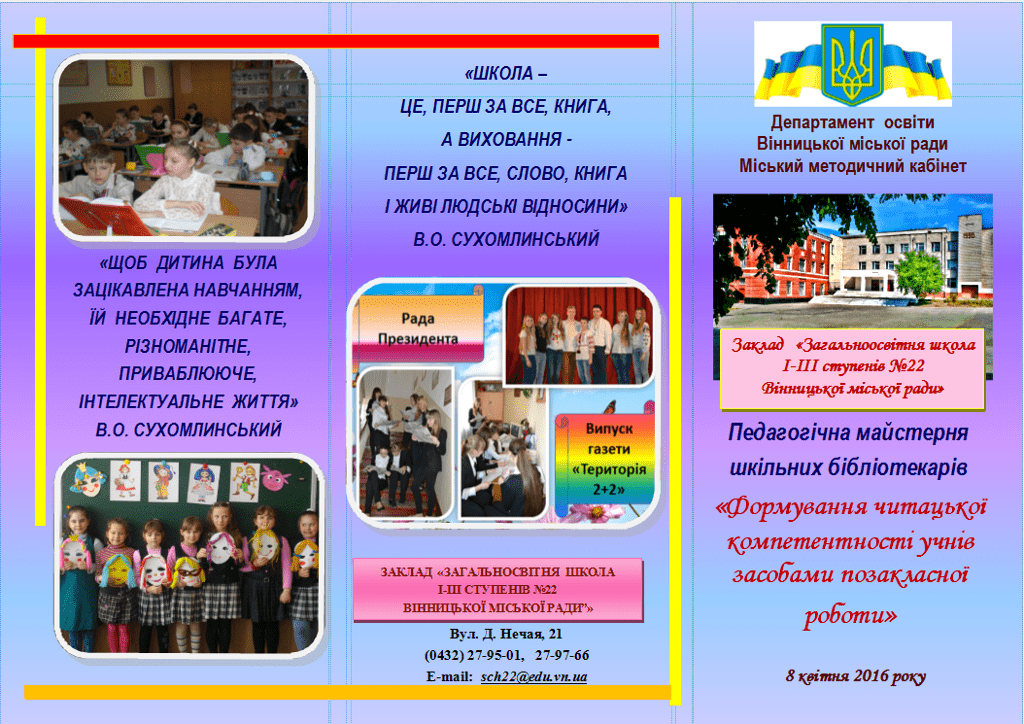 «ЩОБ ДИТИНА БУЛА
ЗАЦІКАВЛЕНА НАВЧАННЯМ,
ЇЙ НЕОБХІДНЕ БАГАТЕ,
РІЗНОМАНІТНЕ,
ПРИВАБЛЮЮЧЕ,
ІНТЕЛЕКТУАЛЬНЕ ЖИТТЯ»
В.О. СУХОМЛИНСЬКИЙ
«ШКОЛА –
ЦЕ, ПЕРШ ЗА ВСЕ, КНИГА,
А ВИХОВАННЯ -
ПЕРШ ЗА ВСЕ, СЛОВО, КНИГА
І ЖИВІ ЛЮДСЬКІ ВІДНОСИНИ»
В.О. СУХОМЛИНСЬКИЙ
Рада
Президента
Випуск
газети
«Територія
2+2»
ЗАКЛАД «ЗАГАЛЬНОСВІТНЯ ШКОЛА
І-ІІІ СТУПЕНІВ №22
ВІННИЦЬКОЇ МІСЬКОЇ РАДИ”»
Вул. Д. Нечая, 21
(0432) 27-95-01, 27-97-66
E-mail: sch22@edu.vn.ua
Департамент освіти
Вінницької міської ради
Міський методичний кабінет
Заклад «Загальноосвітня школа
І-ІІІ ступенів №22
Вінницької міської ради»
Педагогічна майстерня
шкільних бібліотекарів
«Формування читацької
компетентності учнів
засобами позакласної
роботи»
8 квітня 2016 року